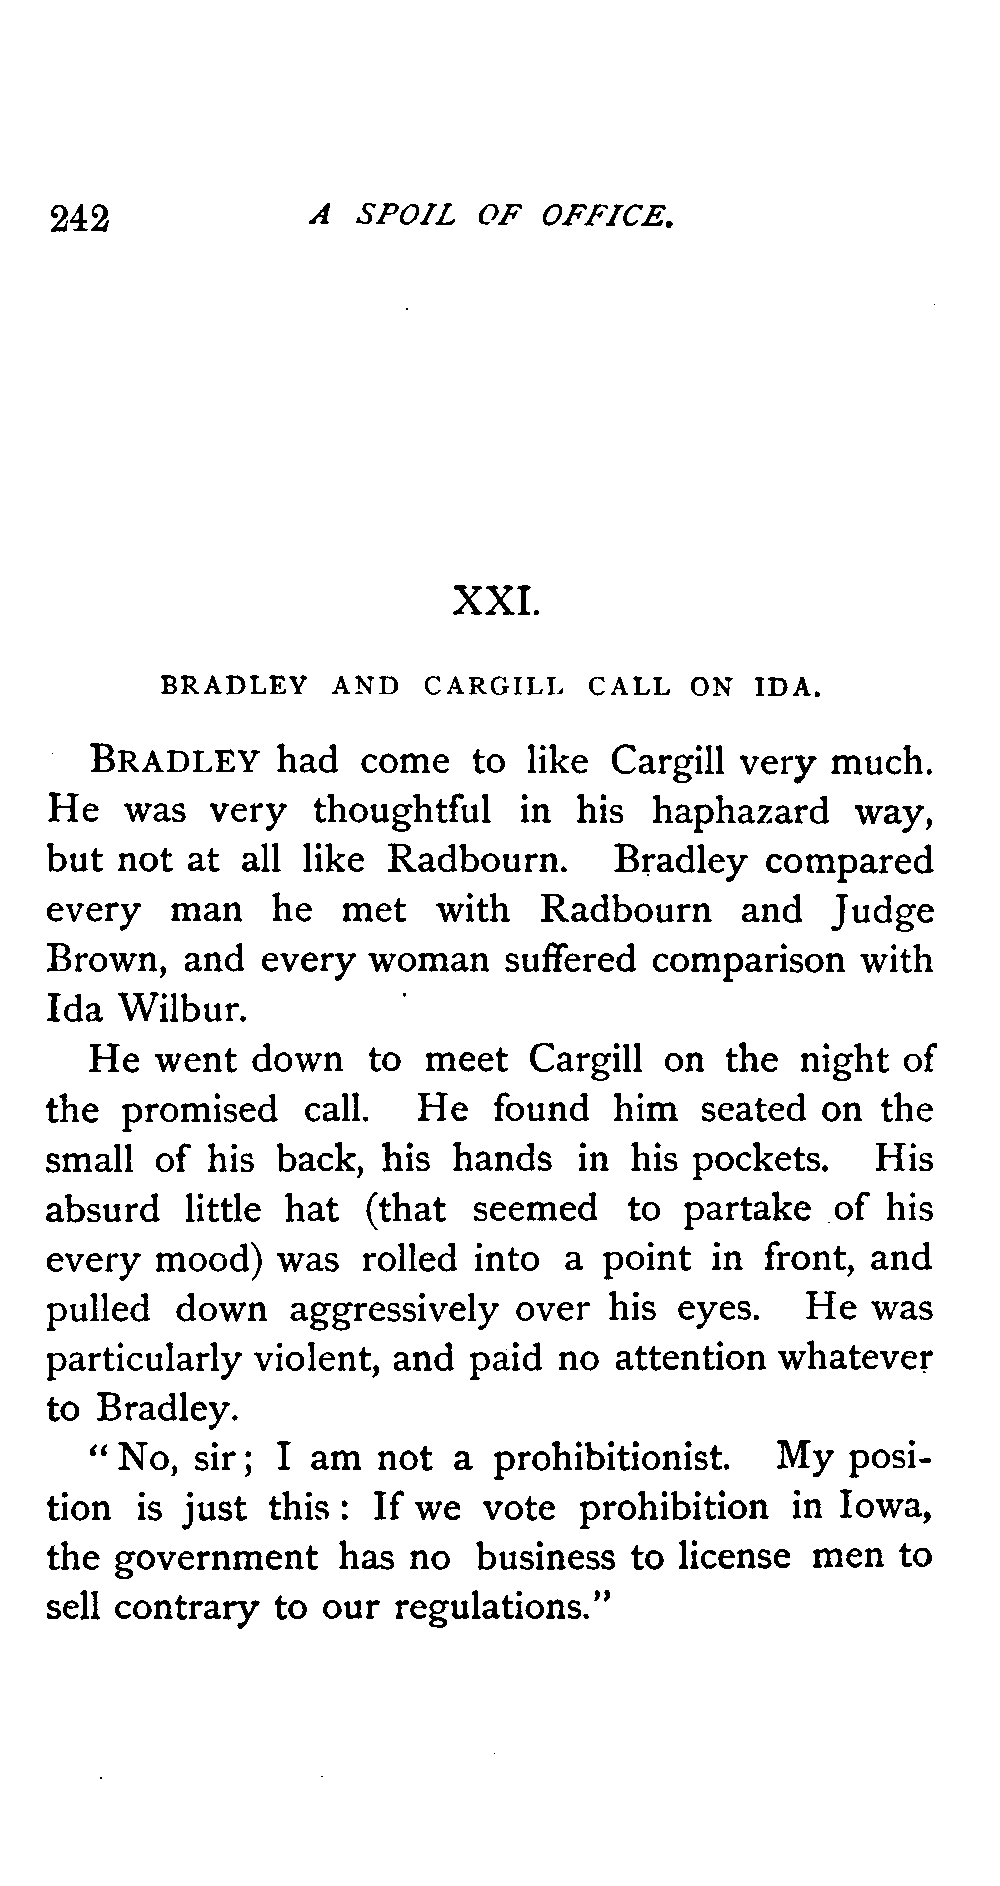 242 A SPOIL OF OFFICE.
XXI.
BRADLEY AND CARGILL CALL ON IDA.
BRADLEY had come to like Cargill very much.
He was very thoughtful in his haphazard way,
but not at all like Radbourn. Bradley compared
every man he met with Radbourn and Judge
Brown, and every woman suffered comparison with
Ida Wilbur.
He went down to meet Cargill on the night of
the promised call. He found him seated on the
small of his back, his hands in his pockets. His
absurd little hat (that seemed to partake of his
every mood) was rolled into a point in front, and
pulled down aggressively over his eyes. He was
particularly violent, and paid no attention whatever
to Bradley.
“No, sir; I am not a prohibitionist. My posi-
tion is just this: If we vote prohibition in Iowa,
the government has no business to license men to
sell contrary to our regulations.”